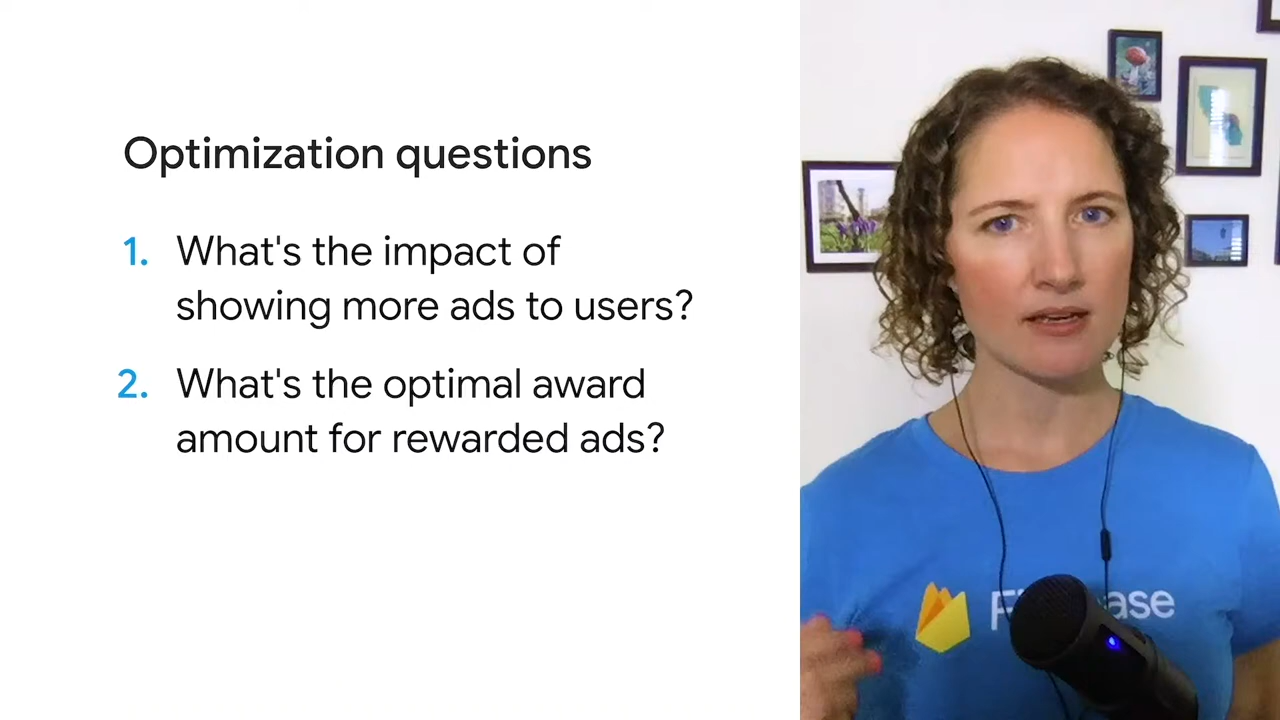 Optimization questions
1. What's the impact of
showing more ads to users?
2. What's the optimal award
amount for rewarded ads?